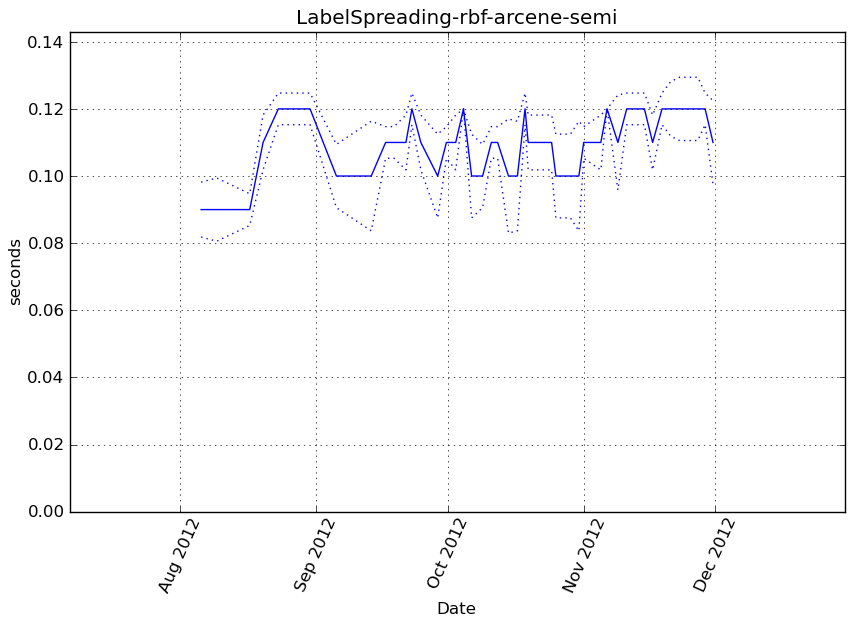 LabelSpreading-rbf-arcene-semi
0.14
0.12
0.10
0.08
0.06
0.04
0.02
0.00
seconds
Aug 2012
Sep 2012
Oct 2012
Nov 2012
Dec 2012
Date